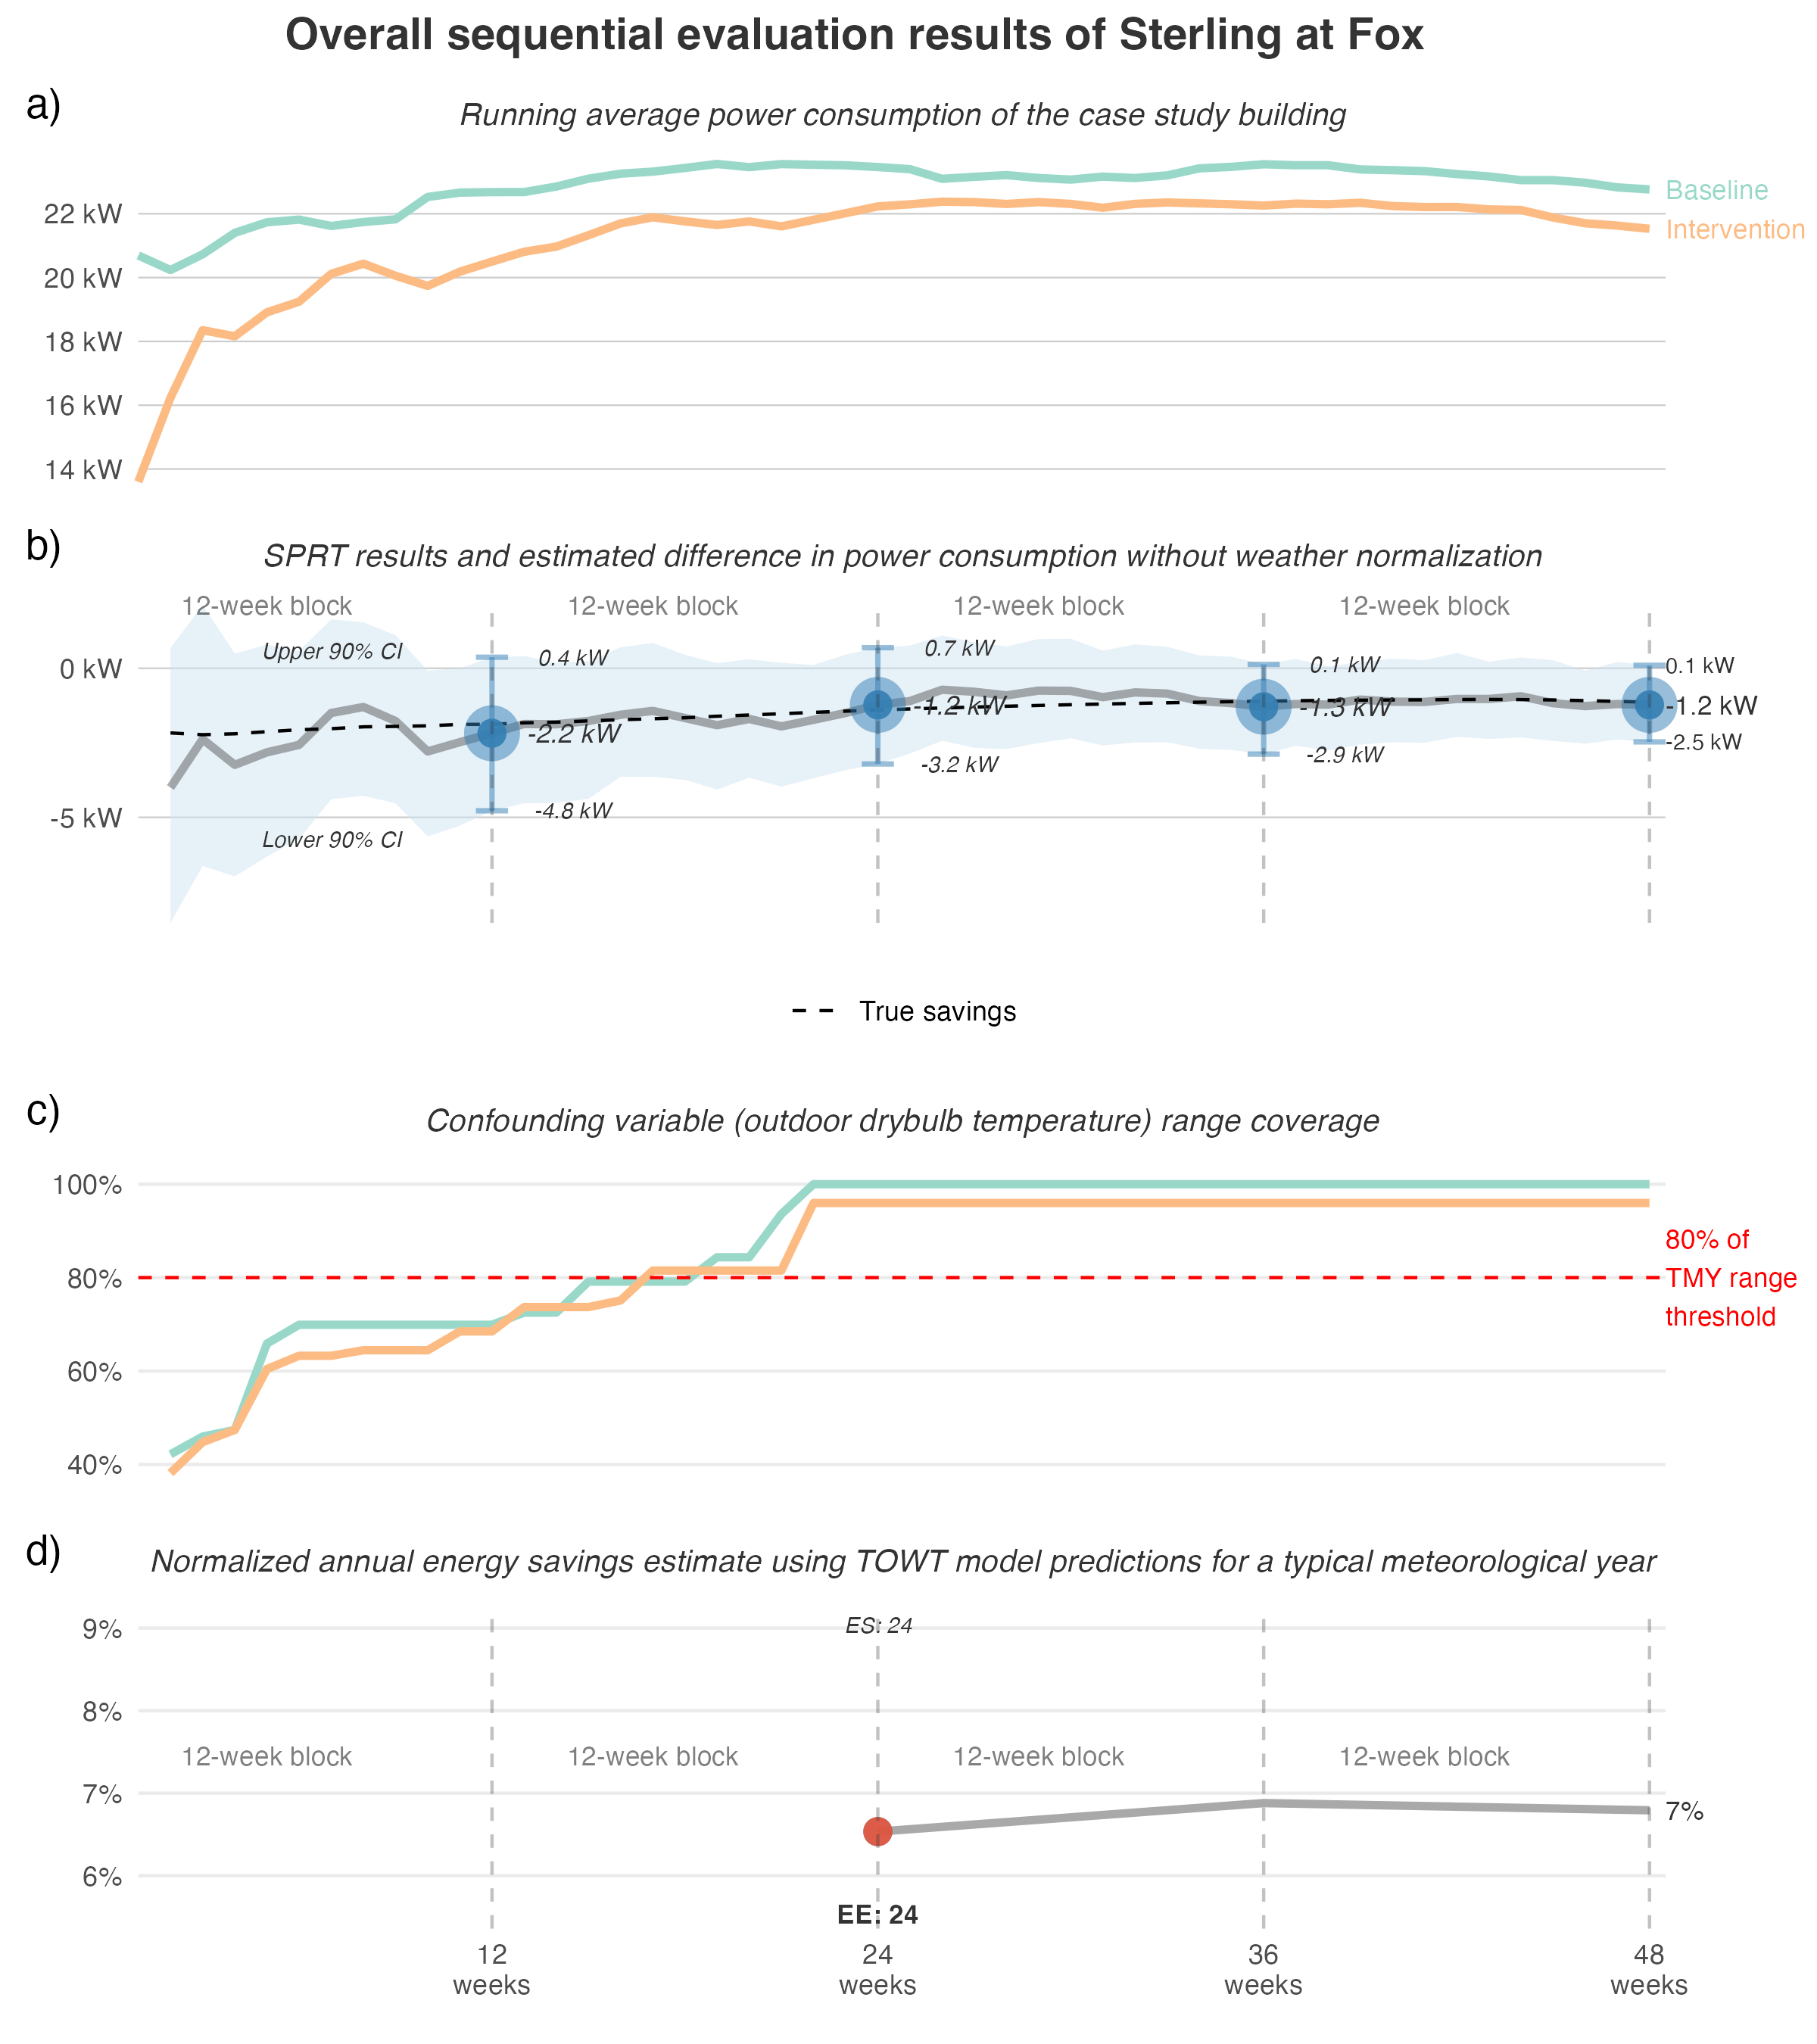 Overall sequential evaluation results of Sterling at Fox
a)
Running average power consumption of the case study building
22 kW
20 kW
18 kW
16 kW
14 kW
Baseline
Intervention
b)
SPRT results and estimated difference in power consumption without weather normalization
12-week block
12-week block
12-week block
12-week block
Upper 90% CI
Lower 90% CI
0 kW
-5 kW
0.4 kW
-2.2 kW
-4.8 kW
0.7 kW
-1.2 kW
-3.2 kW
0.1 kW
-1.3 kW
-2.9 kW
0.1 kW
-1.2 kW
-2.5 kW
True savings
c)
Confounding variable (outdoor drybulb temperature) range coverage
100%
80%
60%
40%
80% of
TMY range
threshold
d)
Normalized annual energy savings estimate using TOWT model predictions for a typical meteorological year
9%
8%
7%
6%
ES: 24
12-week block
12-week block
12-week block
12-week block
7%
EE: 24
12
weeks
24
weeks
36
weeks
48
weeks